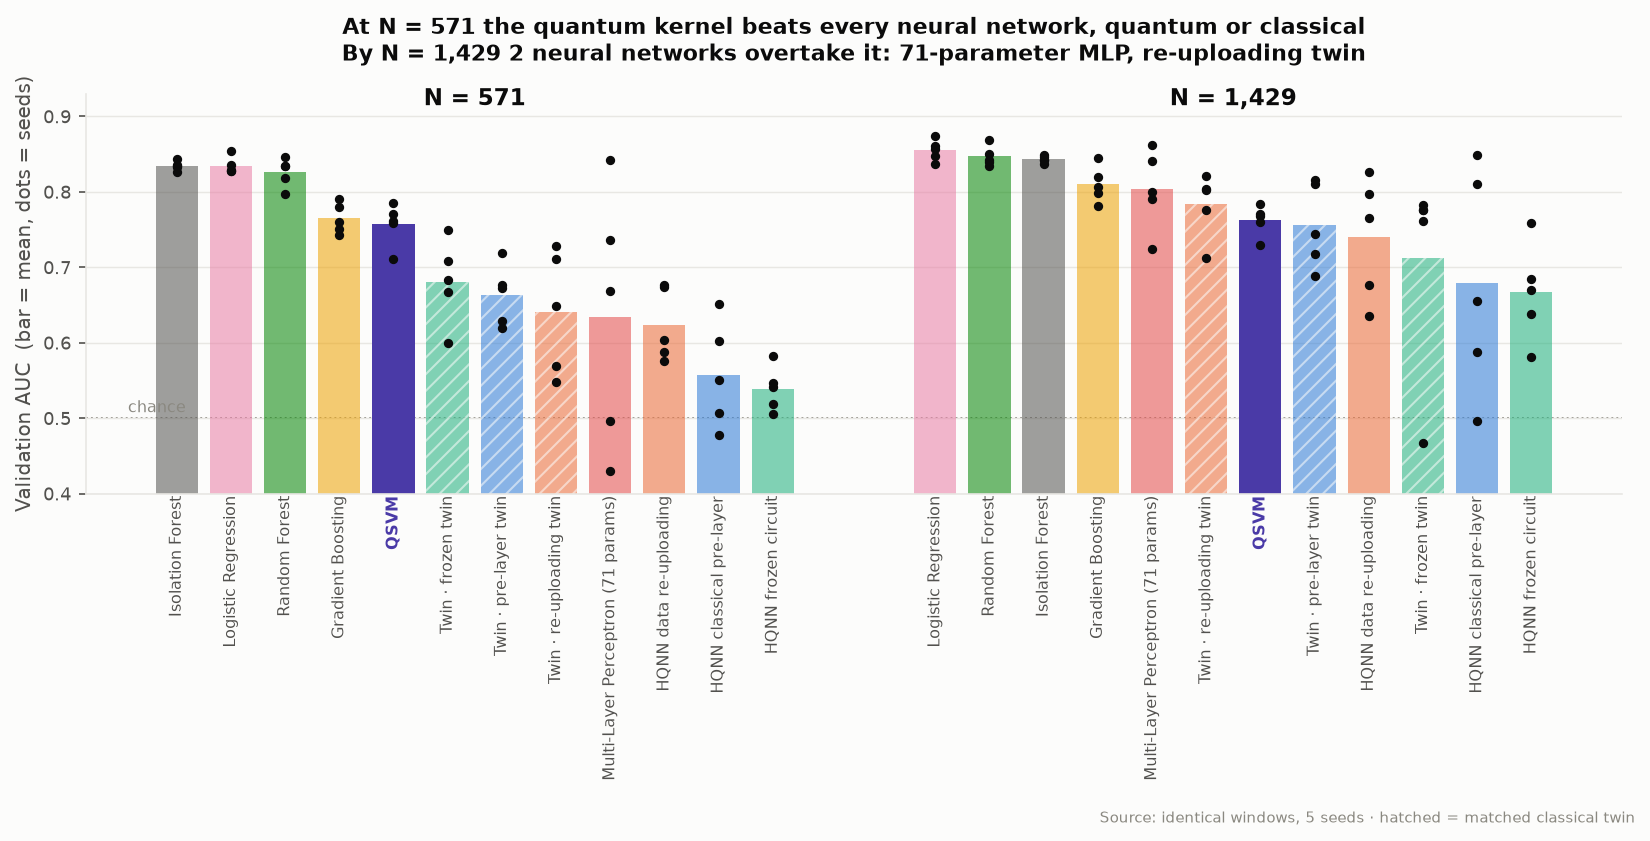 At N = 571 the quantum kernel beats every neural network, quantum or classical
By N = 1,429 2 neural networks overtake it: 71-parameter MLP, re-uploading twin
N = 571
N = 1,429
Validation AUC (bar = mean, dots = seeds)
0.9
0.8
0.7
0.6
0.5
0.4
chance
Isolation Forest
Logistic Regression
Random Forest
Gradient Boosting
QSVM
Twin · frozen twin
Twin · pre-layer twin
Twin · re-uploading twin
Multi-Layer Perceptron (71 params)
HQNN data re-uploading
HQNN classical pre-layer
HQNN frozen circuit
Logistic Regression
Random Forest
Isolation Forest
Gradient Boosting
Multi-Layer Perceptron (71 params)
Twin · re-uploading twin
QSVM
Twin · pre-layer twin
HQNN data re-uploading
Twin · frozen twin
HQNN classical pre-layer
HQNN frozen circuit
Source: identical windows, 5 seeds · hatched = matched classical twin